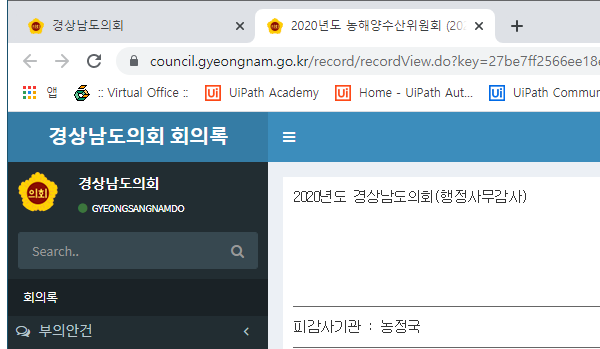 경상남도의회
2020년도 농해양수산위원회 (202
council.gyeongnam.go.kr/record/recordView.do?key=27be7ff2566ee18
앱 :: Virtual Office :: UiPath Academy Home - UiPath Aut... UiPath Commun
경상남도의회 회의록
의회
경상남도의회
GYEONGSANGNAMDO
Search..
회의록
부의안건
2020년도 경상남도의회(행정사무감사)
피감사기관 : 농정국